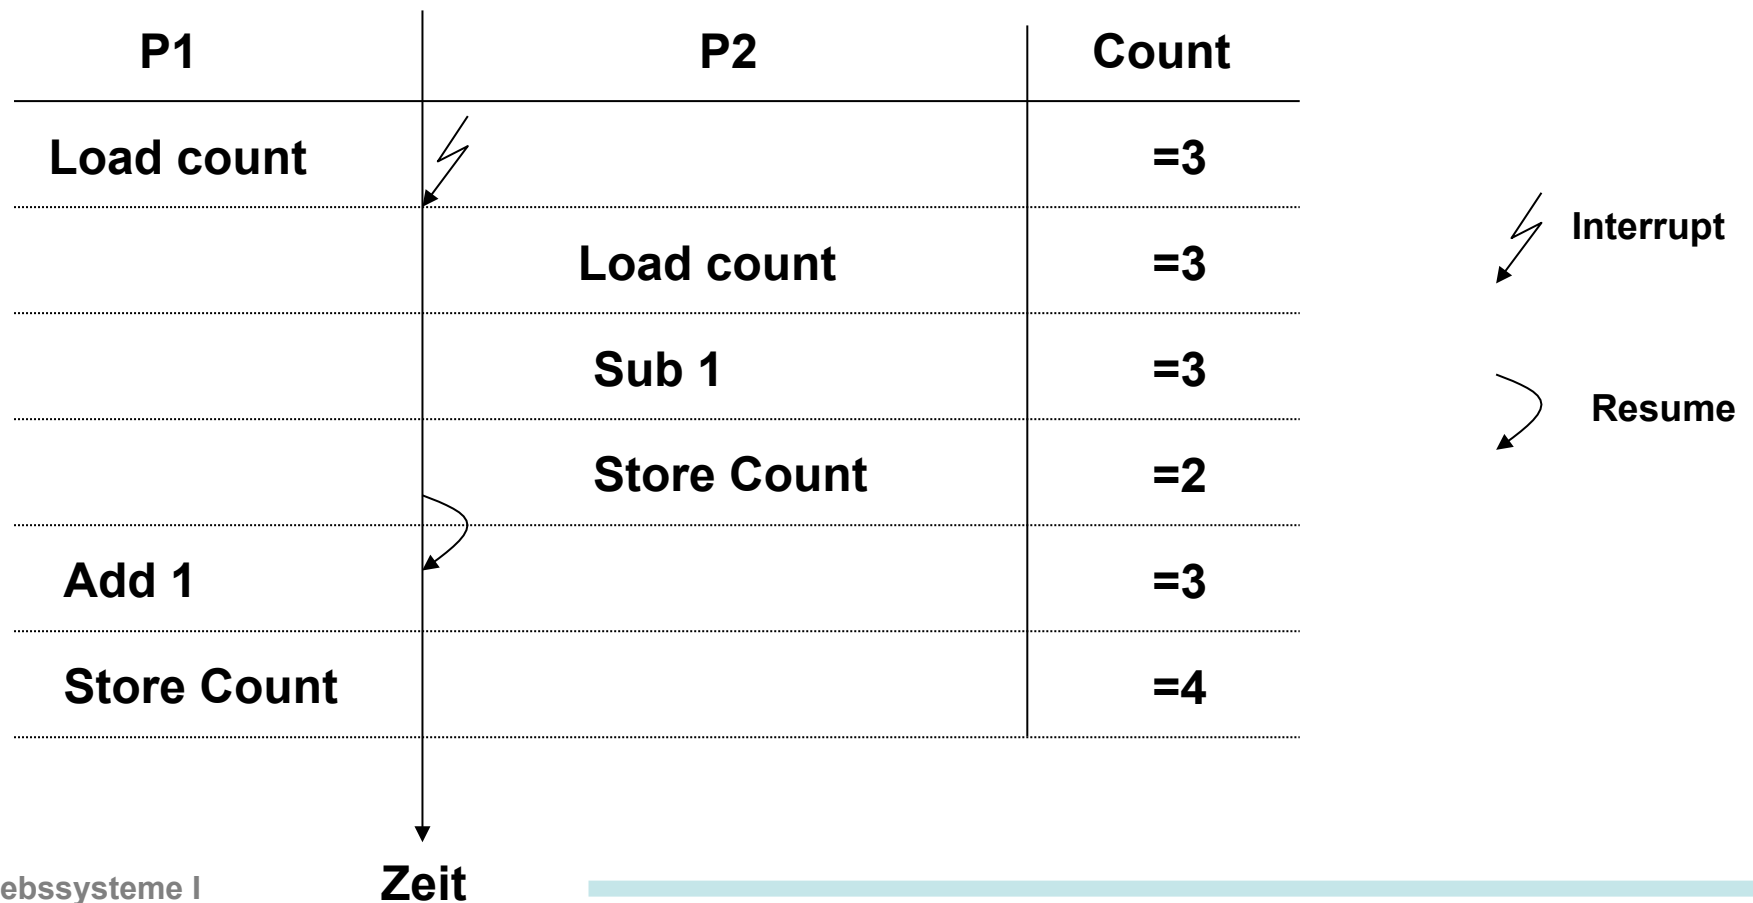 P1 P2 Count
Load count =3
Interrupt
Load count =3
Sub 1 =3
Resume
Store Count =2
Add 1 =3
Store Count =4
Zeit
ebssysteme I